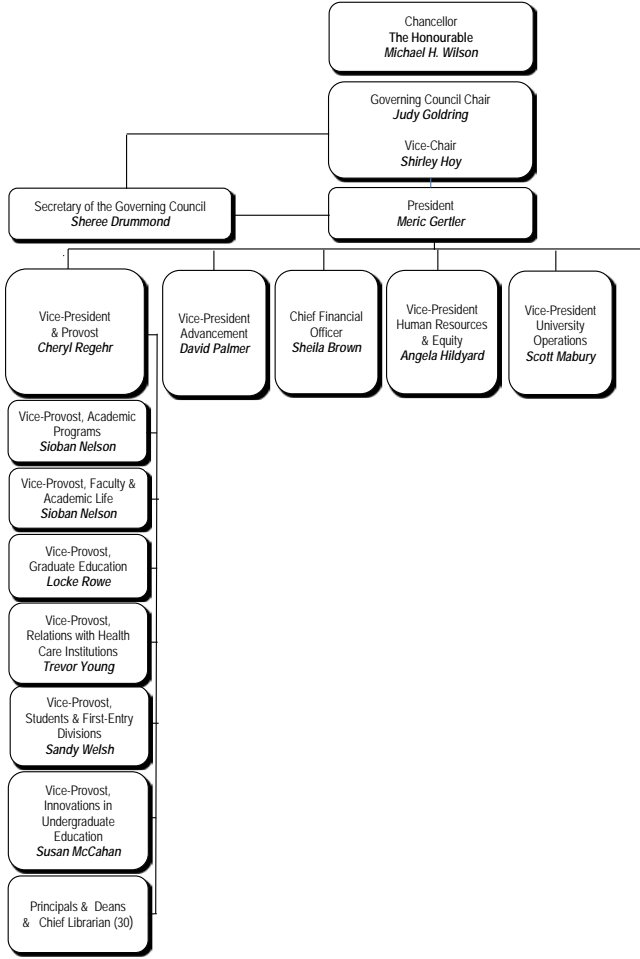 Chancellor
The Honourable
Michael H. Wilson
Governing Council Chair
Judy Goldring
Vice-Chair
Shirley Hoy
Secretary of the Governing Council
Sheree Drummond
President
Meric Gertler
Vice-President
& Provost
Cheryl Regehr
Vice-President
Advancement
David Palmer
Chief Financial
Officer
Sheila Brown
Vice-President
Human Resources
& Equity
Angela Hildyard
Vice-President
University
Operations
Scott Mabury
Vice-Provost, Academic
Programs
Sioban Nelson
Vice-Provost, Faculty &
Academic Life
Sioban Nelson
Vice-Provost,
Graduate Education
Locke Rowe
Vice-Provost,
Relations with Health
Care Institutions
Trevor Young
Vice-Provost,
Students & First-Entry
Divisions
Sandy Welsh
Vice-Provost,
Innovations in
Undergraduate
Education
Susan McCahan
Principals & Deans
& Chief Librarian (30)